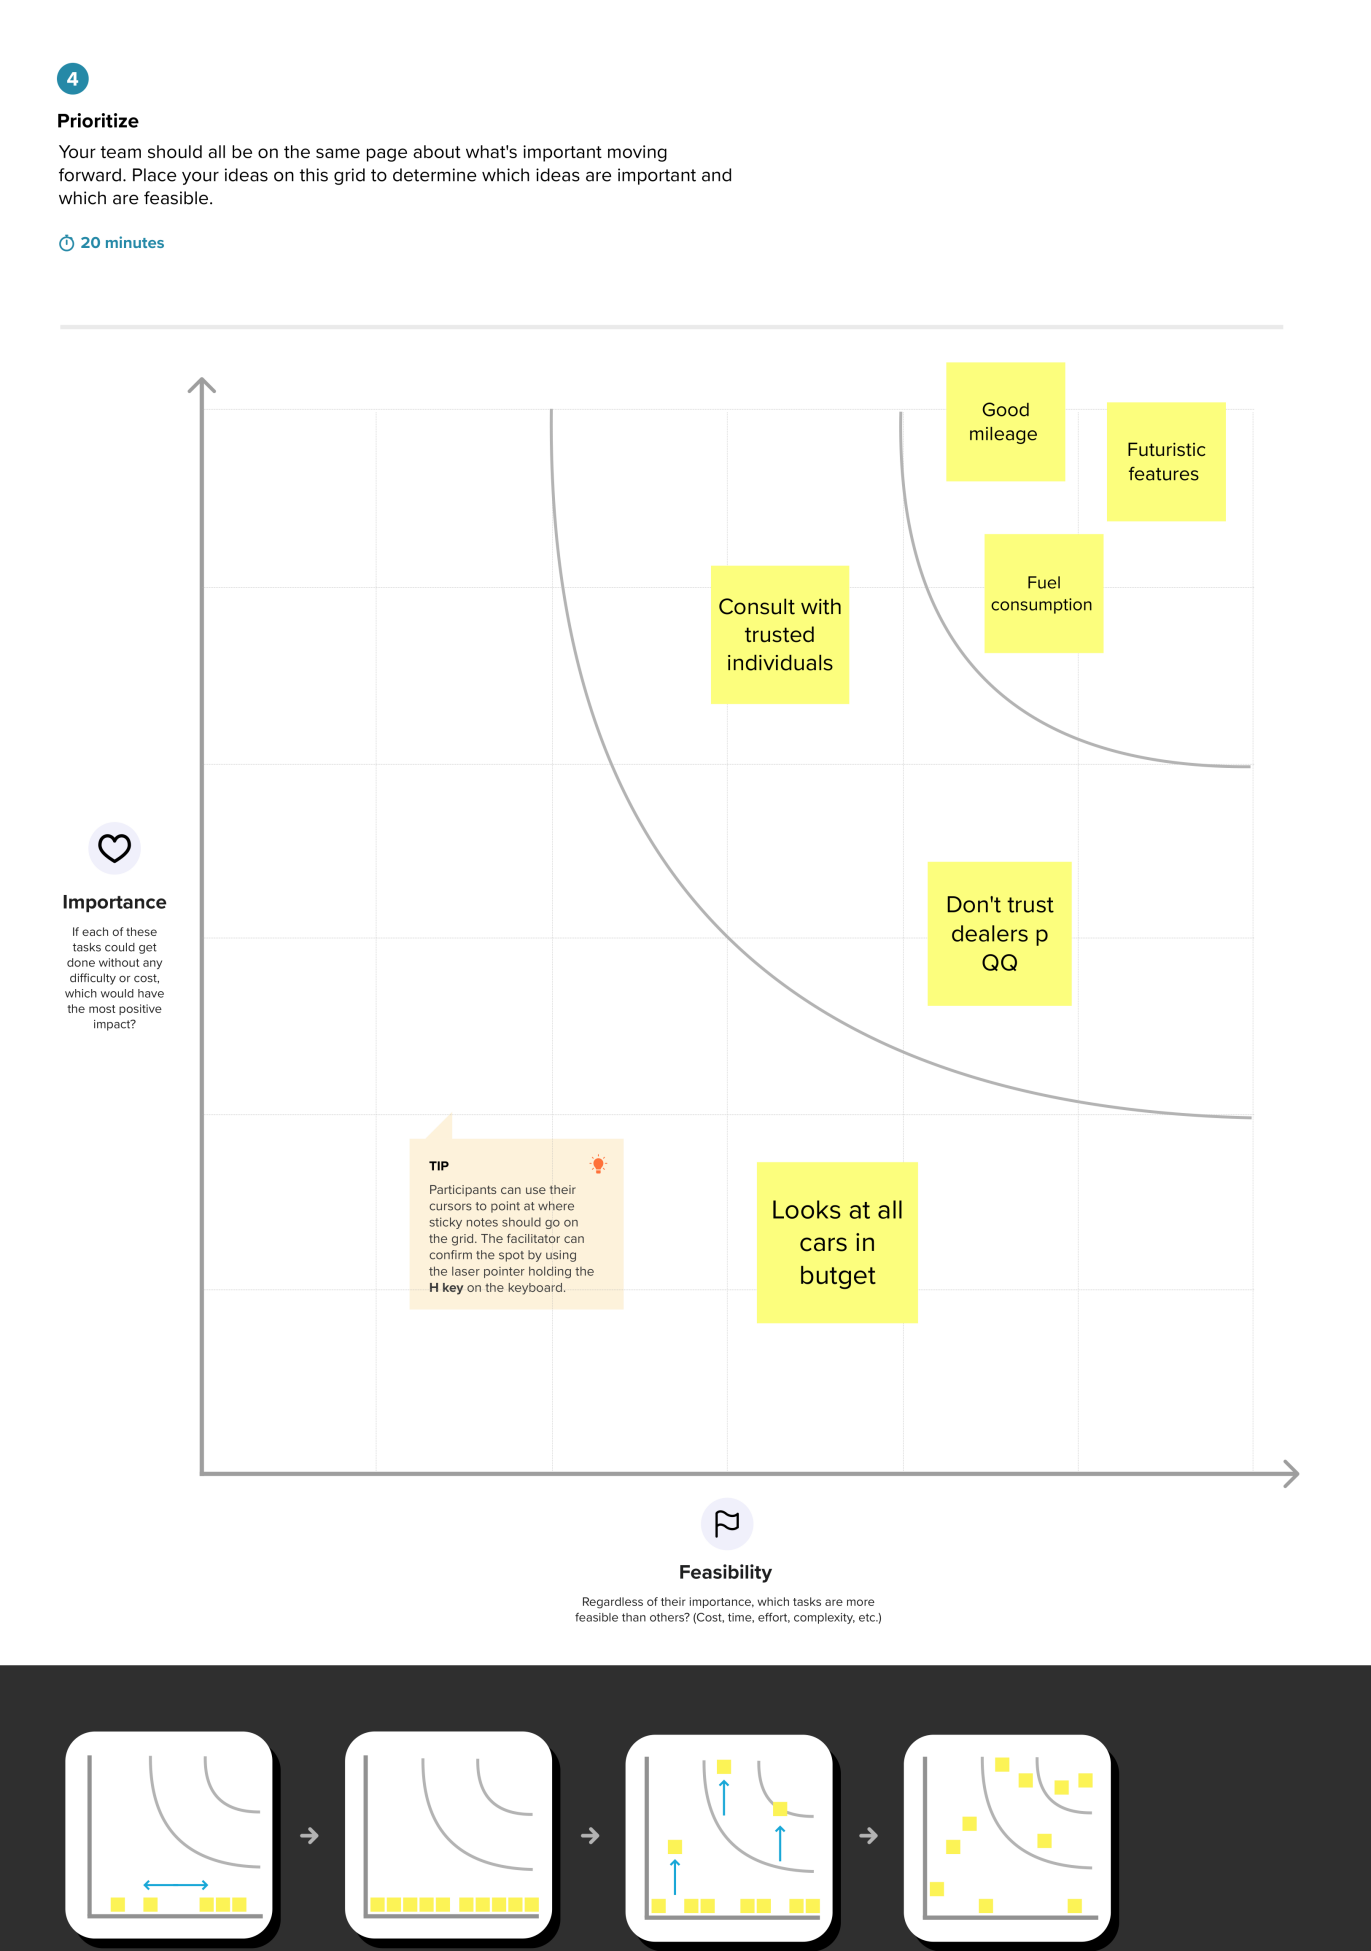 4
Prioritize
Your team should all be on the same page about what's important moving
forward. Place your ideas on this grid to determine which ideas are important and
which are feasible.
20 minutes
Good
mileage
Futuristic
features
Fuel
consumption
Consult with
trusted
individuals
Don't trust
dealers p
QQ
Importance
If each of these
tasks could get
done without any
difficulty or cost,
which would have
the most positive
impact?
TIP
Participants can use their
cursors to point at where
sticky notes should go on
the grid. The facilitator can
confirm the spot by using
the laser pointer holding the
H key on the keyboard.
Looks at all
cars in
butget
Feasibility
Regardless of their importance, which tasks are more
feasible than others? (Cost, time, effort, complexity, etc.)